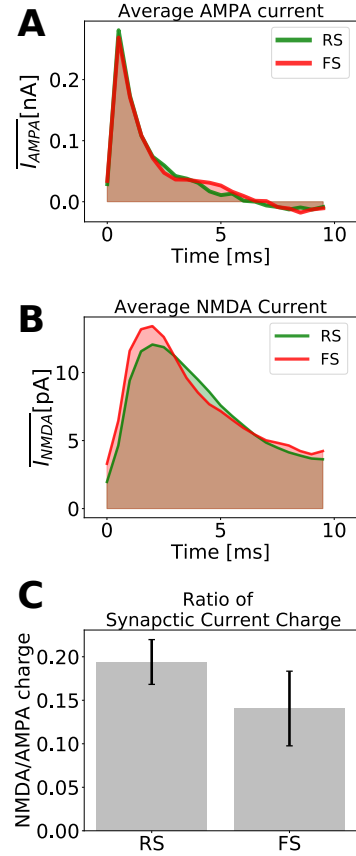 A
Average AMPA current
I_AMPA[nA]
0.2
0.1
0.0
RS
FS
0
5
10
Time [ms]
B
Average NMDA Current
I_NMDA[pA]
10
5
0
RS
FS
0
5
10
Time [ms]
C
Ratio of
Synapctic Current Charge
NMDA/AMPA charge
0.20
0.15
0.10
0.05
0.00
RS
FS